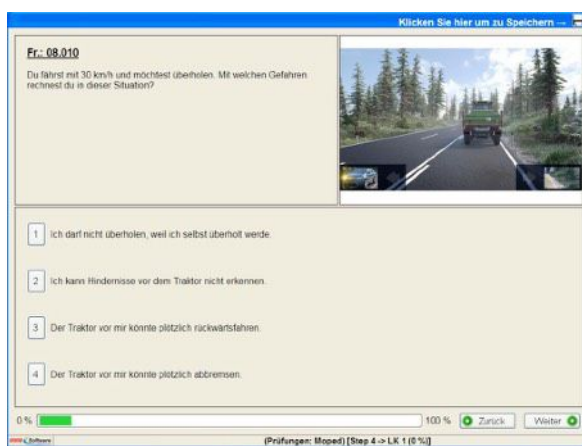 Klicken Sie hier um zu Speichern →
Fr.: 08.010
Du fährst mit 30 km/h und möchtest überholen. Mit welchen Gefahren
rechnest du in dieser Situation?
1 Ich darf nicht überholen, weil ich selbst überholt werde.
2 Ich kann Hindernisse vor dem Traktor nicht erkennen.
3 Der Traktor vor mir könnte plötzlich rückwärtsfahren.
4 Der Traktor vor mir könnte plötzlich abbremsen.
0 % 100 % Zurück Weiter
Software (Prüfungen: Moped) [Step 4 -> LK 1 (0 %)]